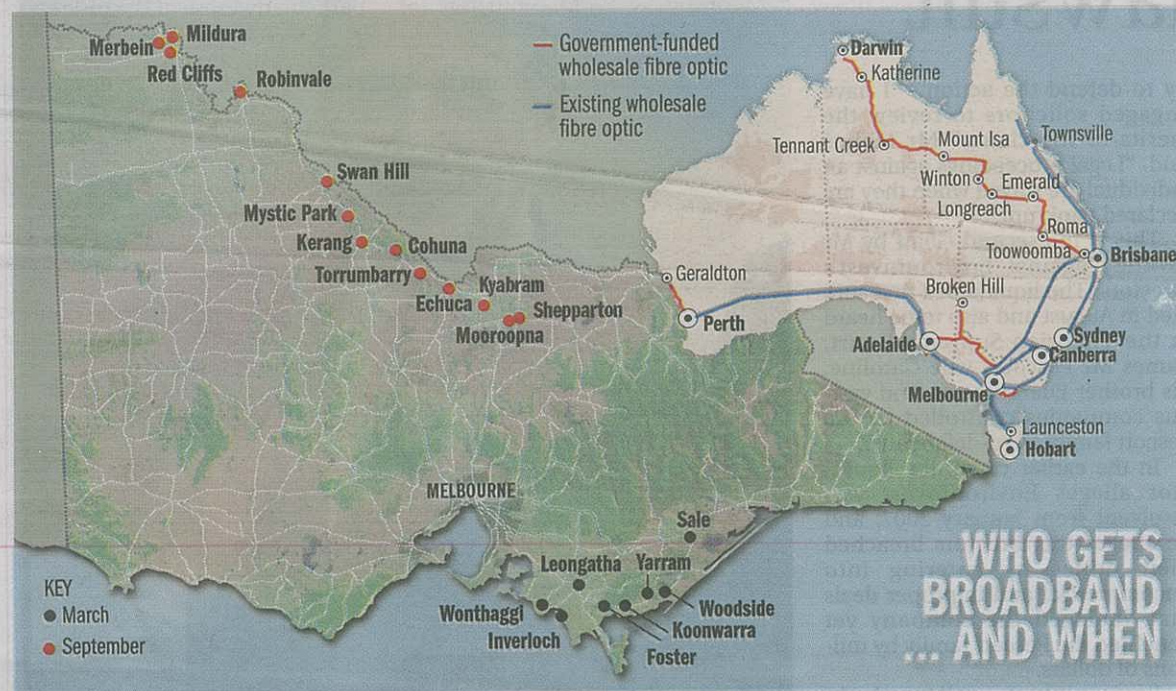 Merbein
Mildura
Red Cliffs
Robinvale
Swan Hill
Mystic Park
Kerang
Cohuna
Torrumbarry
Echuca
Kyabram
Shepparton
Mooroopna
MELBOURNE
Sale
Leongatha
Yarram
Wonthaggi
Inverloch
Woodside
Koonwarra
Foster
KEY
March
September
Government-funded
wholesale fibre optic
Existing wholesale
fibre optic
Darwin
Katherine
Tennant Creek
Mount Isa
Townsville
Winton
Emerald
Longreach
Roma
Toowoomba
Brisbane
Geraldton
Perth
Broken Hill
Adelaide
Sydney
Canberra
Melbourne
Launceston
Hobart
WHO GETS
BROADBAND
... AND WHEN